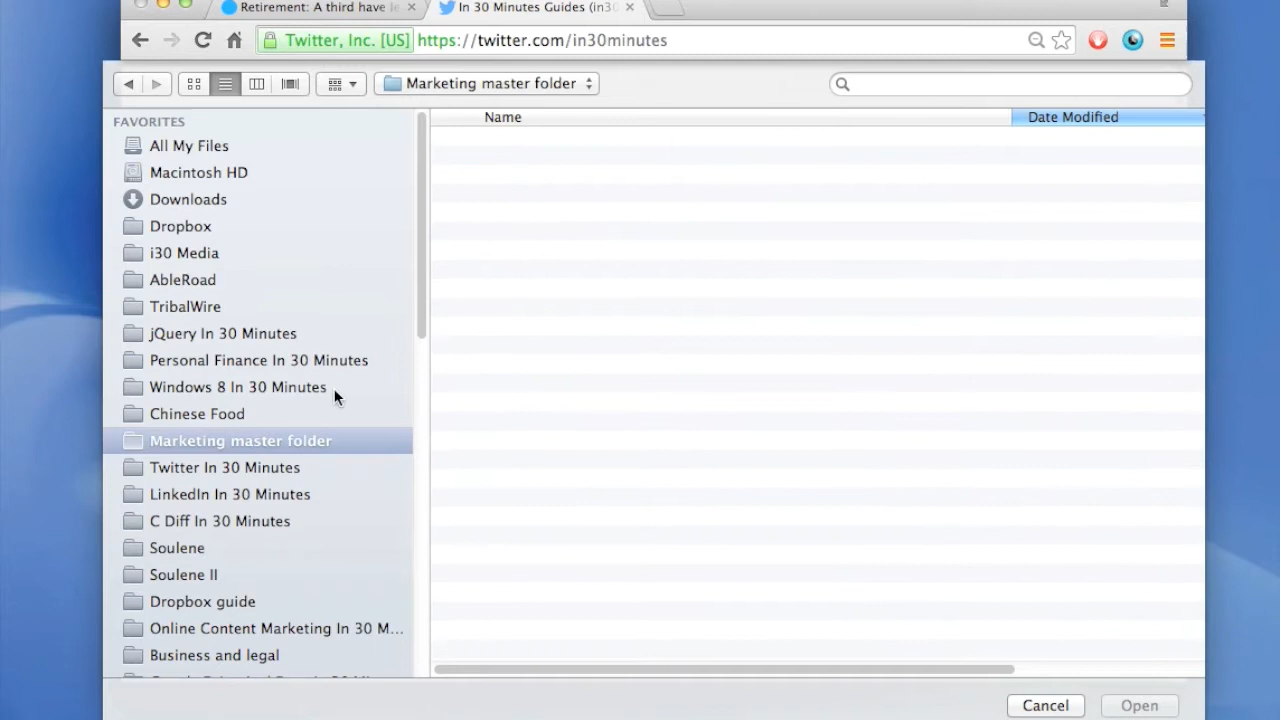 Retirement: A third have le
In 30 Minutes Guides (in30
Twitter, Inc. [US] https://twitter.com/in30minutes
Marketing master folder
Name Date Modified
FAVORITES
All My Files
Macintosh HD
Downloads
Dropbox
i30 Media
AbleRoad
TribalWire
jQuery In 30 Minutes
Personal Finance In 30 Minutes
Windows 8 In 30 Minutes
Chinese Food
Marketing master folder
Twitter In 30 Minutes
LinkedIn In 30 Minutes
C Diff In 30 Minutes
Soulene
Soulene II
Dropbox guide
Online Content Marketing In 30 M...
Business and legal
Cancel Open